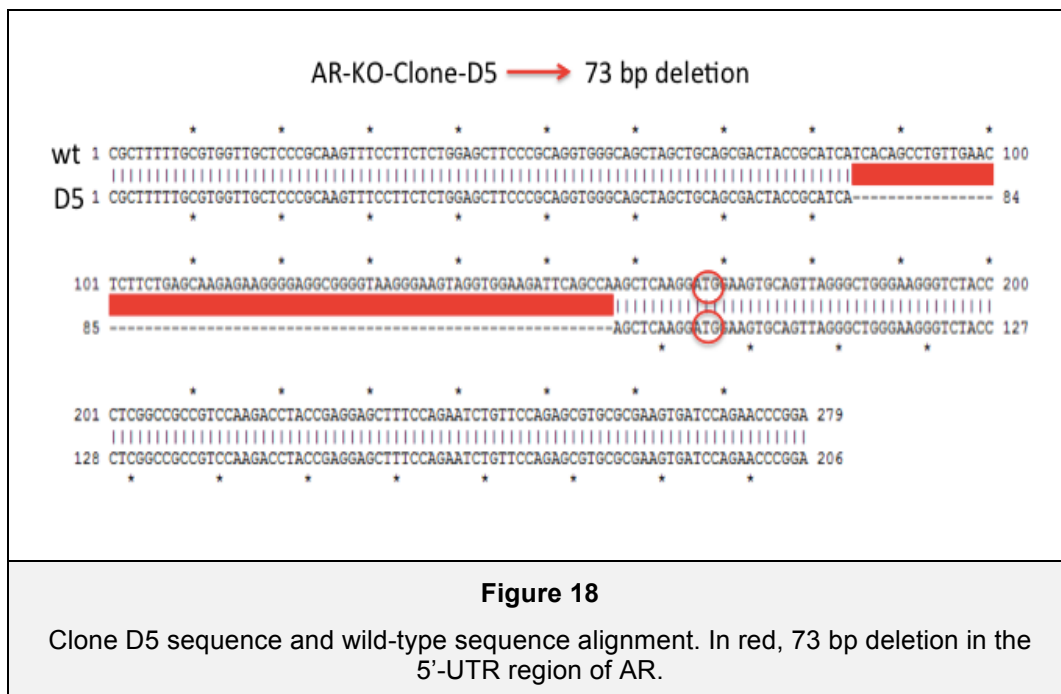 AR-KO-Clone-D5 → 73 bp deletion
* * * * * * * * * *
wt 1 CGCTTTTTGCGTGGTTGCTCCCGCAAGTTTCCTTCTCTGGAGCTTCCCGCAGGTGGGCAGCTAGCTGCAGCGACTACCGCATCATCACAGCCTGTTGAAC 100
D5 1 CGCTTTTTGCGTGGTTGCTCCCGCAAGTTTCCTTCTCTGGAGCTTCCCGCAGGTGGGCAGCTAGCTGCAGCGACTACCGCATCA---------------- 84
* * * * * * * *
* * * * * * * * * *
101 TCTTCTGAGCAAGAGAAGGGGAGGCGGGGTAAGGGAAGTAGGTGGAAGATTCAGCCAAGCTCAAGGATGGAAGTGCAGTTAGGGCTGGGAAGGGTCTACC 200
85 ---------------------------------------------------------AGCTCAAGGATGGAAGTGCAGTTAGGGCTGGGAAGGGTCTACC 127
* * * *
* * * * * * *
201 CTCGGCCGCCGTCCAAGACCTACCGAGGAGCTTTCCAGAATCTGTTCCAGAGCGTGCGCGAAGTGATCCAGAACCCGGA 279
128 CTCGGCCGCCGTCCAAGACCTACCGAGGAGCTTTCCAGAATCTGTTCCAGAGCGTGCGCGAAGTGATCCAGAACCCGGA 206
* * * * * * * *
Figure 18
Clone D5 sequence and wild-type sequence alignment. In red, 73 bp deletion in the
5'-UTR region of AR.